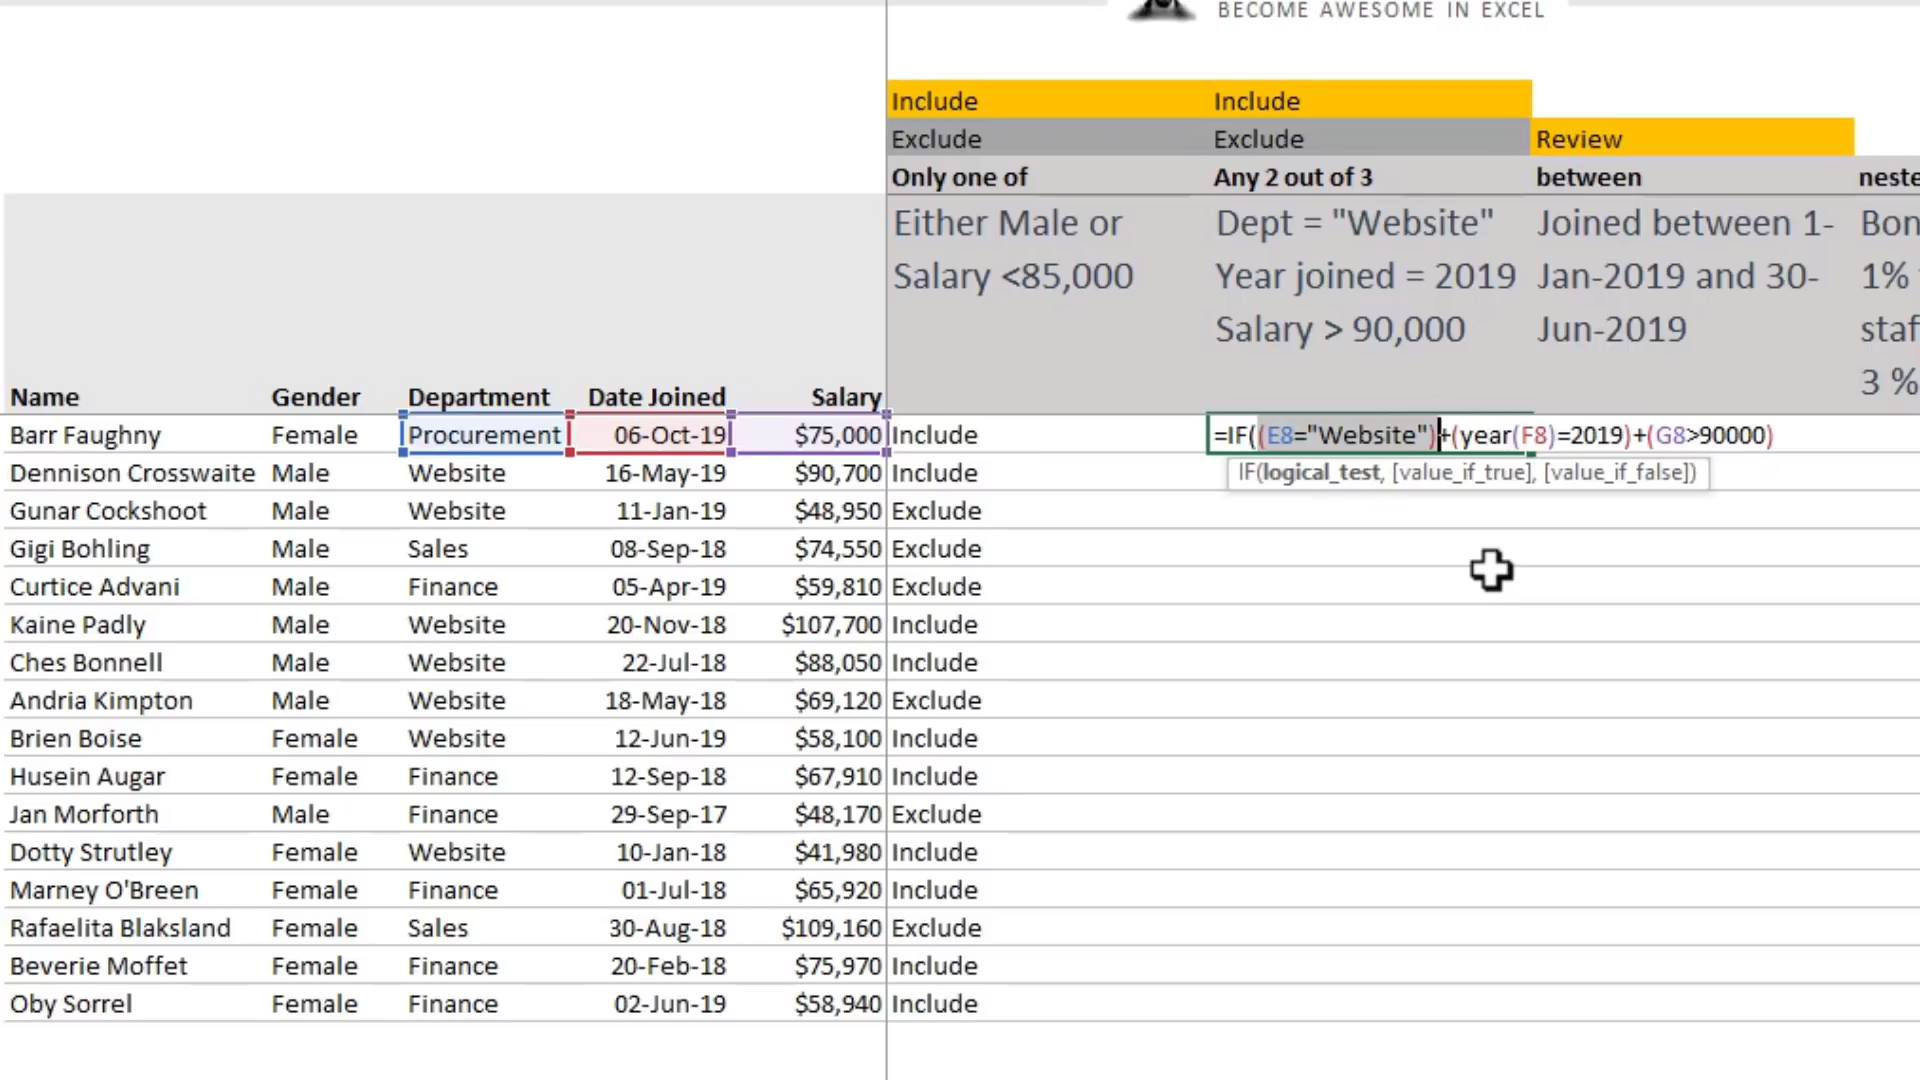 BECOME AWESOME IN EXCEL
Include Include
Exclude Exclude Review
Only one of Any 2 out of 3 between
Either Male or Dept = "Website" Joined between 1-
Salary <85,000 Year joined = 2019 Jan-2019 and 30- 1%
Salary > 90,000 Jun-2019
3 %
Name Gender Department Date Joined Salary
Barr Faughny Female Procurement 06-Oct-19 $75,000 Include =IF((E8="Website")+(year(F8)=2019)+(G8>90000)
IF(logical_test, [value_if_true], [value_if_false])
Dennison Crosswaite Male Website 16-May-19 $90,700 Include
Gunar Cockshoot Male Website 11-Jan-19 $48,950 Exclude
Gigi Bohling Male Sales 08-Sep-18 $74,550 Exclude
Curtice Advani Male Finance 05-Apr-19 $59,810 Exclude
Kaine Padly Male Website 20-Nov-18 $107,700 Include
Ches Bonnell Male Website 22-Jul-18 $88,050 Include
Andria Kimpton Male Website 18-May-18 $69,120 Exclude
Brien Boise Female Website 12-Jun-19 $58,100 Include
Husein Augar Female Finance 12-Sep-18 $67,910 Include
Jan Morforth Male Finance 29-Sep-17 $48,170 Exclude
Dotty Strutley Female Website 10-Jan-18 $41,980 Include
Marney O'Breen Female Finance 01-Jul-18 $65,920 Include
Rafaelita Blaksland Female Sales 30-Aug-18 $109,160 Exclude
Beverie Moffet Female Finance 20-Feb-18 $75,970 Include
Oby Sorrel Female Finance 02-Jun-19 $58,940 Include